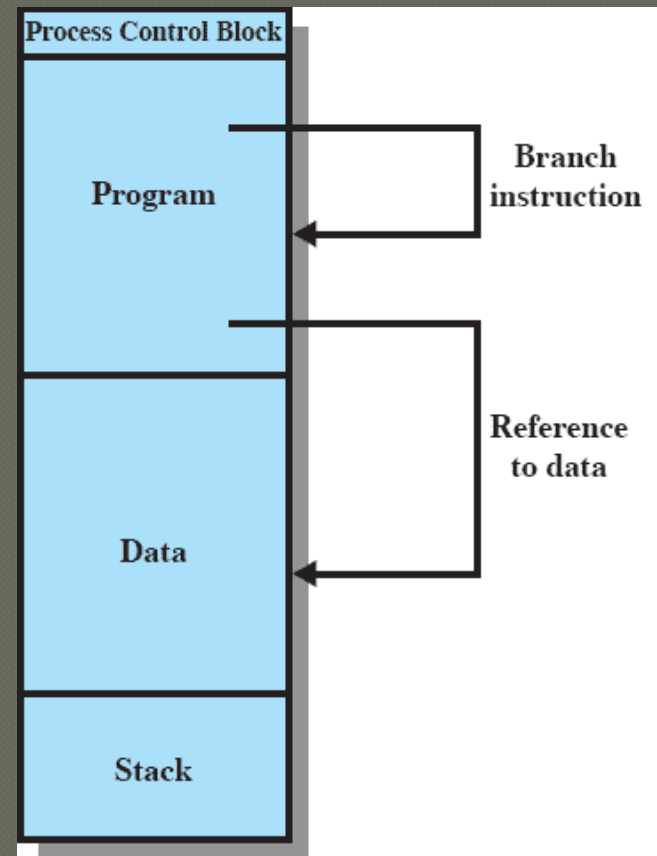 Process Control Block
Program
Branch
instruction
Reference
to data
Data
Stack